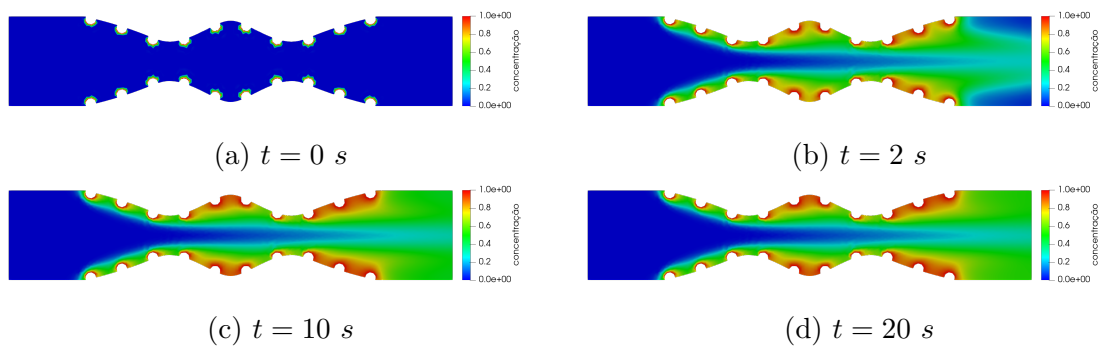 1.0e+00
0.8
0.6
0.4
0.2
0.0e+00
concentração
1.0e+00
0.8
0.6
0.4
0.2
0.0e+00
concentração
(a) t = 0 s
(b) t = 2 s
1.0e+00
0.8
0.6
0.4
0.2
0.0e+00
concentração
1.0e+00
0.8
0.6
0.4
0.2
0.0e+00
concentração
(c) t = 10 s
(d) t = 20 s